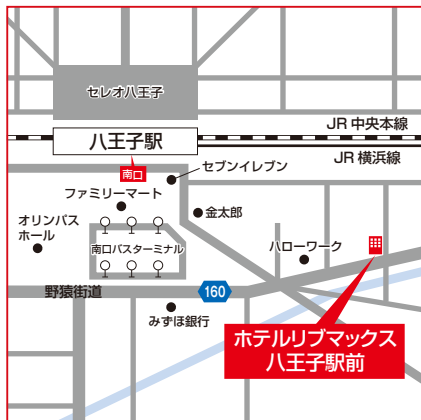 セレオ八王子
JR 中央本線
八王子駅
JR 横浜線
南口
セブンイレブン
ファミリーマート
金太郎
オリンパス
ホール
南口バスターミナル
ハローワーク
野猿街道
160
みずほ銀行
ホテルリブマックス
八王子駅前